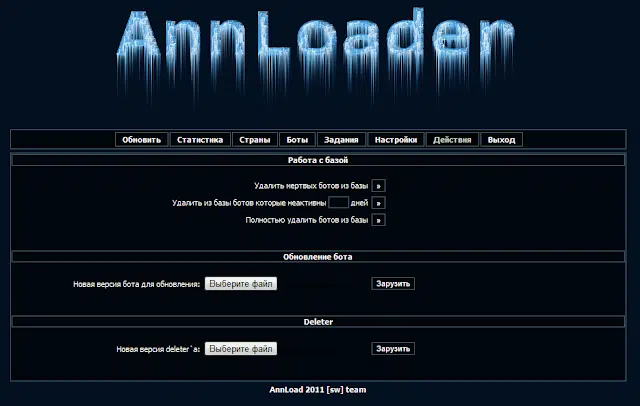 AnnLoader
Обновить Статистика Страны Боты Задания Настройки Действия Выход
Работа с базой
Удалить мертвых ботов из базы »
Удалить из базы ботов которые неактивны дней »
Полностью удалить ботов из базы »
Обновление бота
Новая версия бота для обновления: Выберите файл Зарузить
Deleter
Новая версия deleter`a: Выберите файл Зарузить
AnnLoad 2011 [sw] team